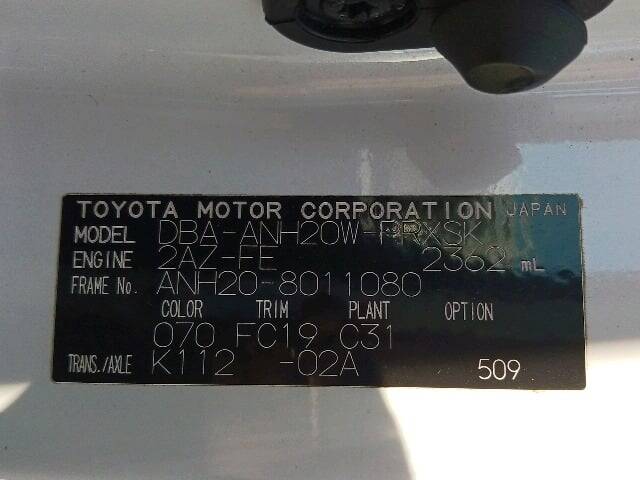 TOYOTA MOTOR CORPORATION JAPAN
MODEL DBA-ANH20W-PRXSK
ENGINE 2AZ-FE 2362 mL
FRAME No. ANH20-8011080
COLOR TRIM PLANT OPTION
070 FC19 C31
TRANS./AXLE K112 -02A 509